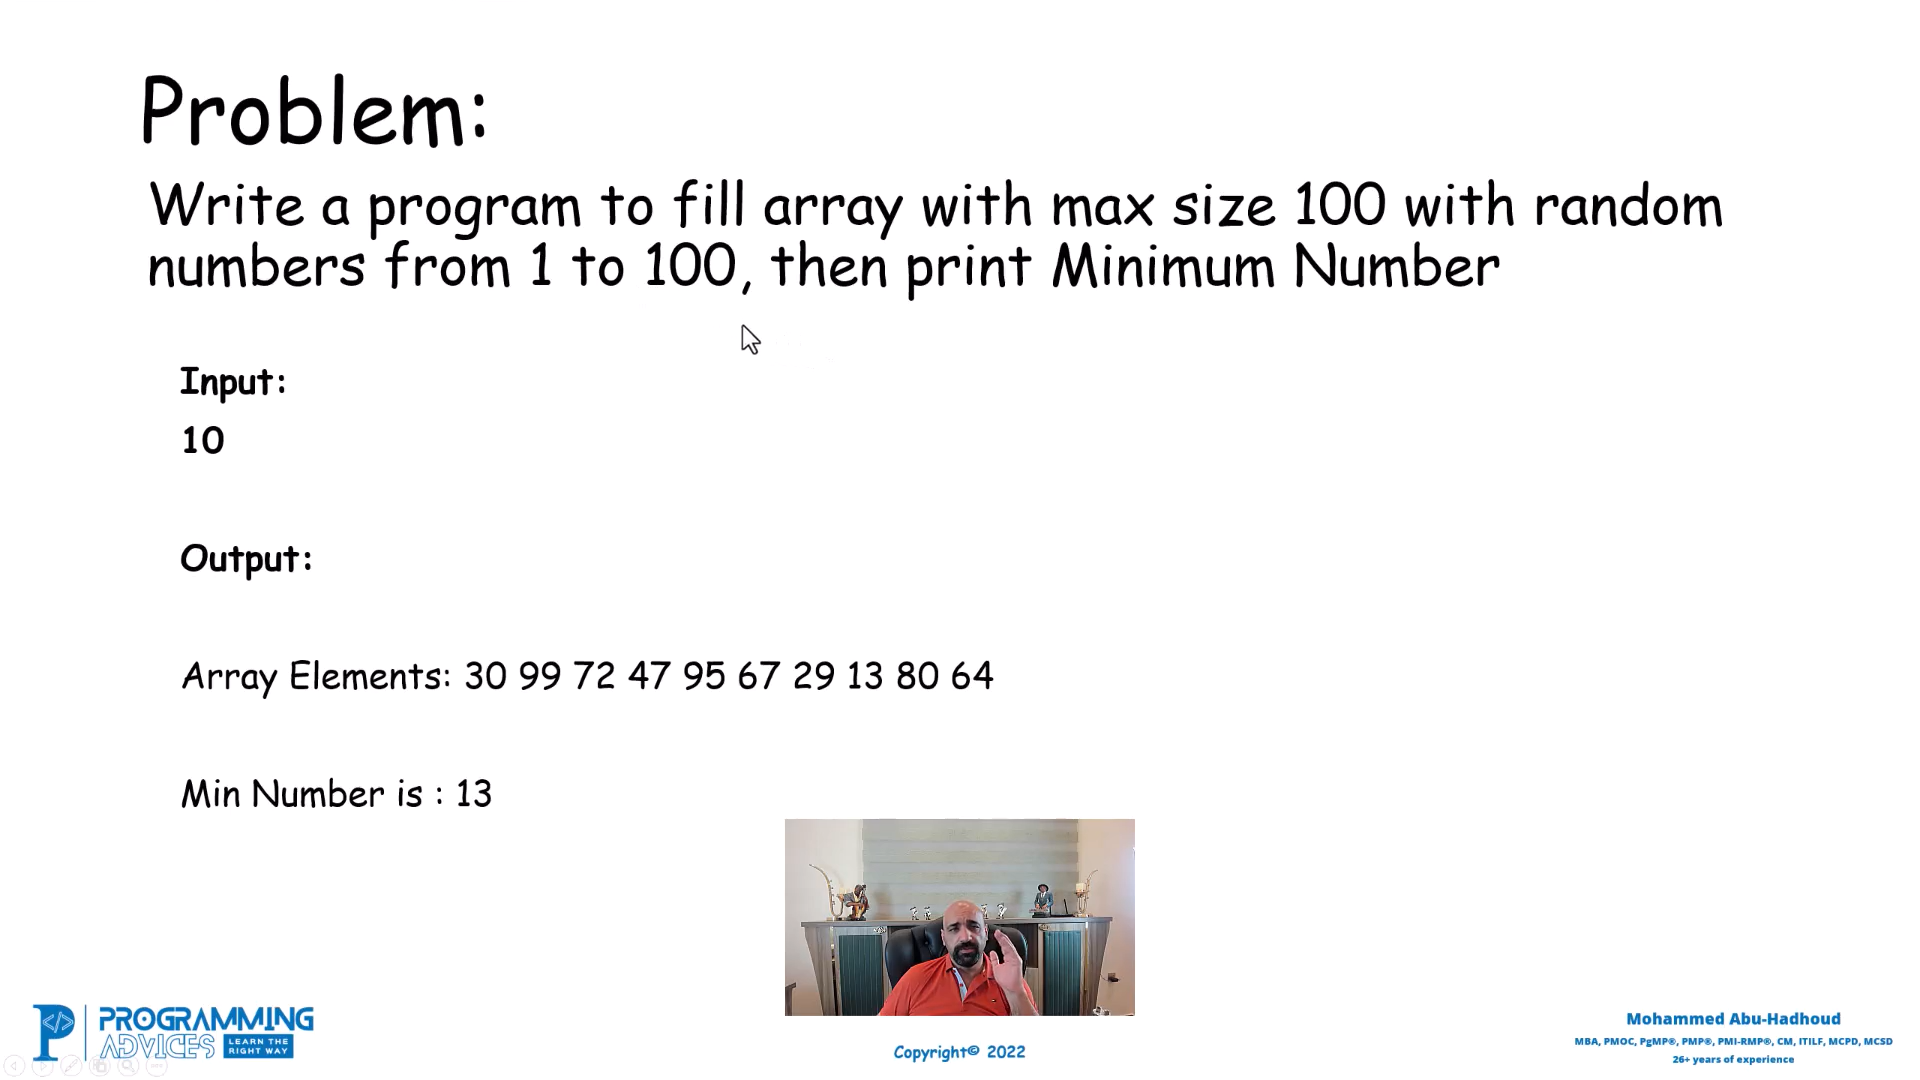 Problem:
Write a program to fill array with max size 100 with random
numbers from 1 to 100, then print Minimum Number
Input:
10
Output:
Array Elements: 30 99 72 47 95 67 29 13 80 64
Min Number is : 13
PROGRAMMING
ADVICES
LEARN THE
RIGHT WAY
Copyright© 2022
Mohammed Abu-Hadhoud
MBA, PMOC, PgMP®, PMP®, PMI-RMP®, CM, ITILF, MCPD, MCSD
26+ years of experience